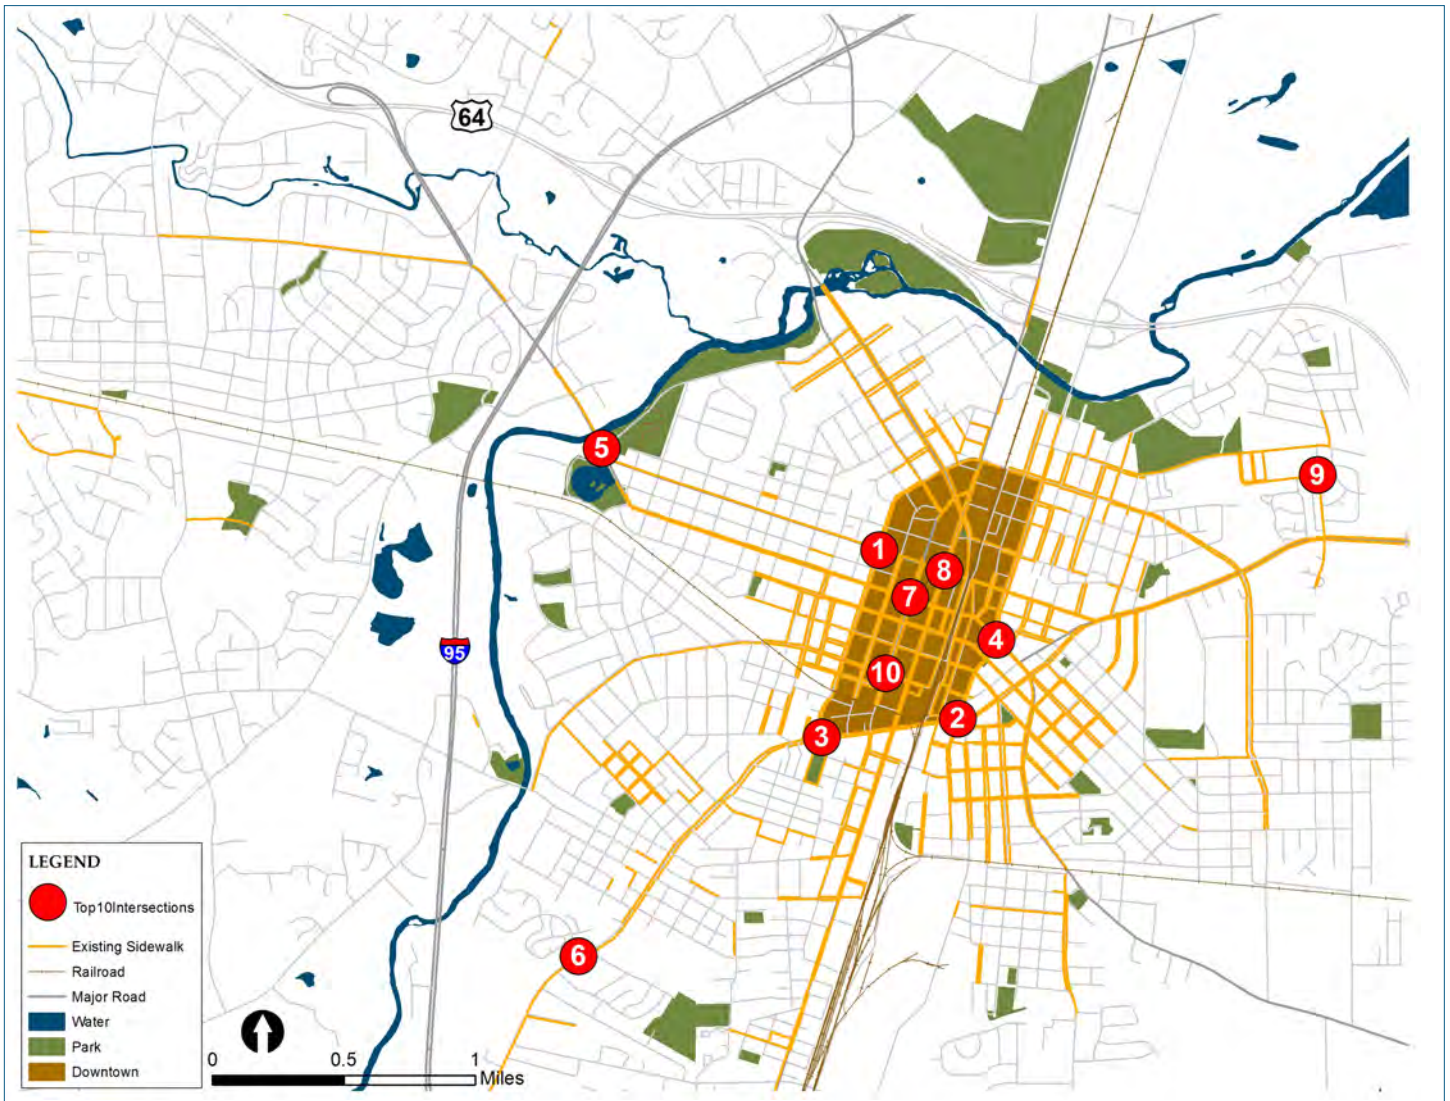 64
5
9
1
8
7
4
95
10
2
3
LEGEND
Top10Intersections
Existing Sidewalk
Railroad
6
Major Road
Water
Park
0 0.5 1
Downtown
Miles